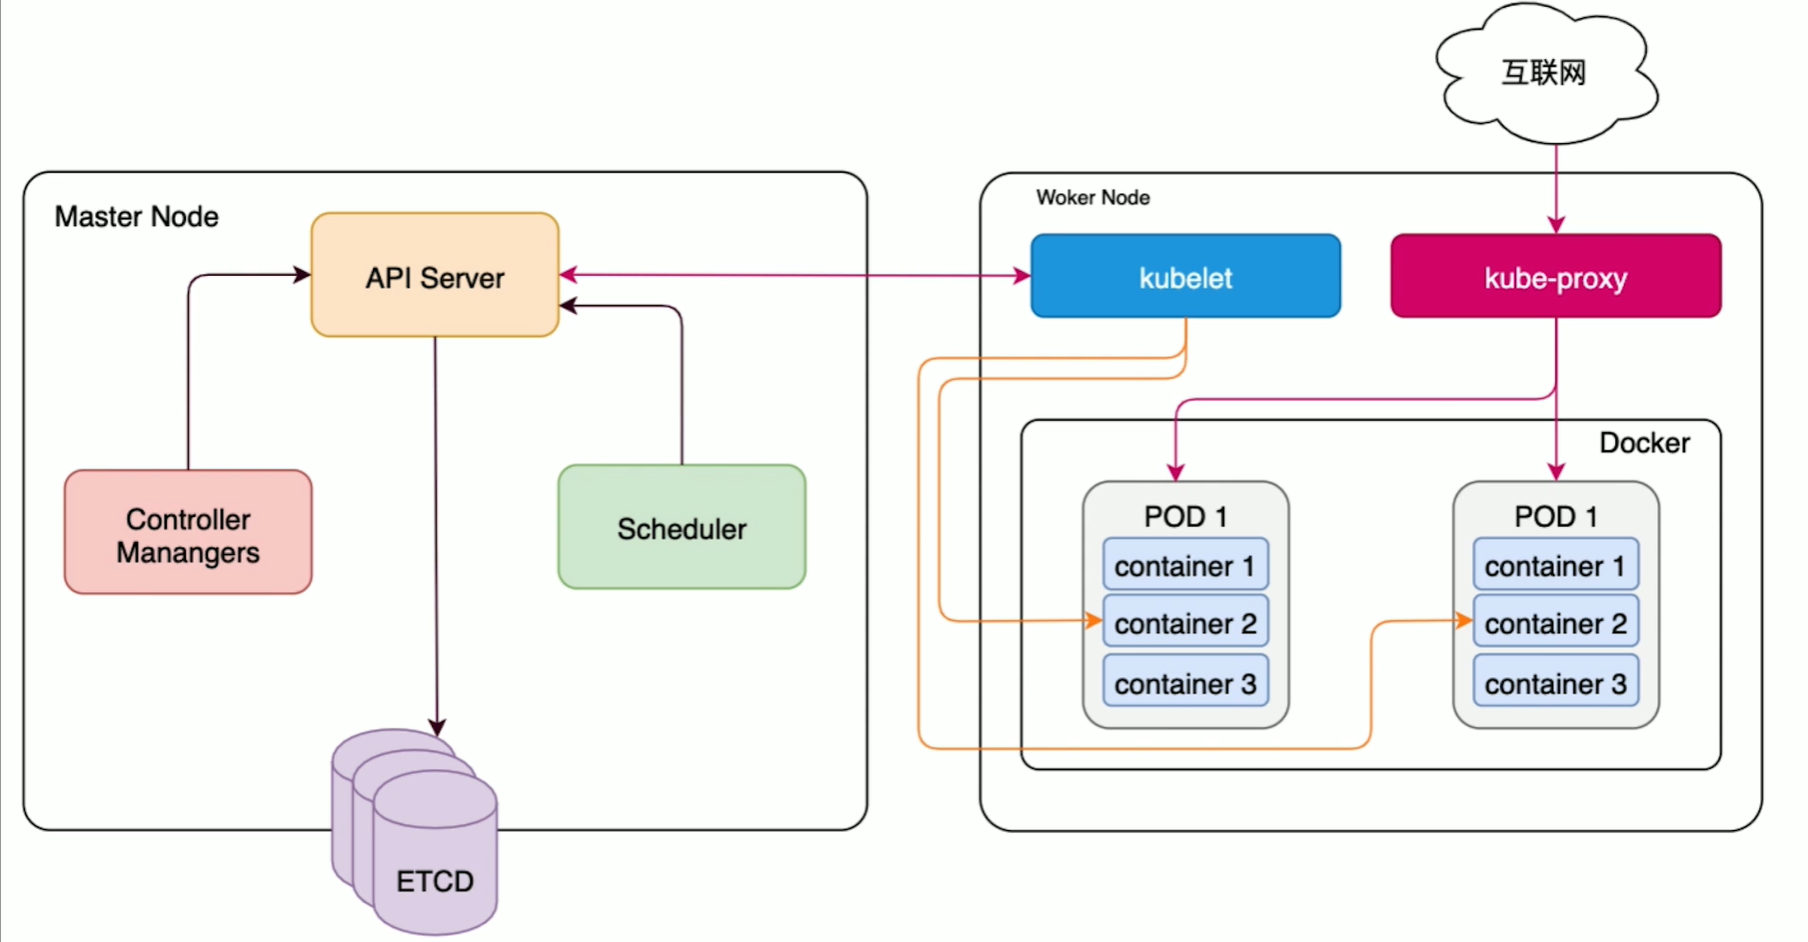 互联网
Master Node
API Server
Controller
Manangers
Scheduler
ETCD
Woker Node
kubelet
kube-proxy
Docker
POD 1
container 1
container 2
container 3
POD 1
container 1
container 2
container 3